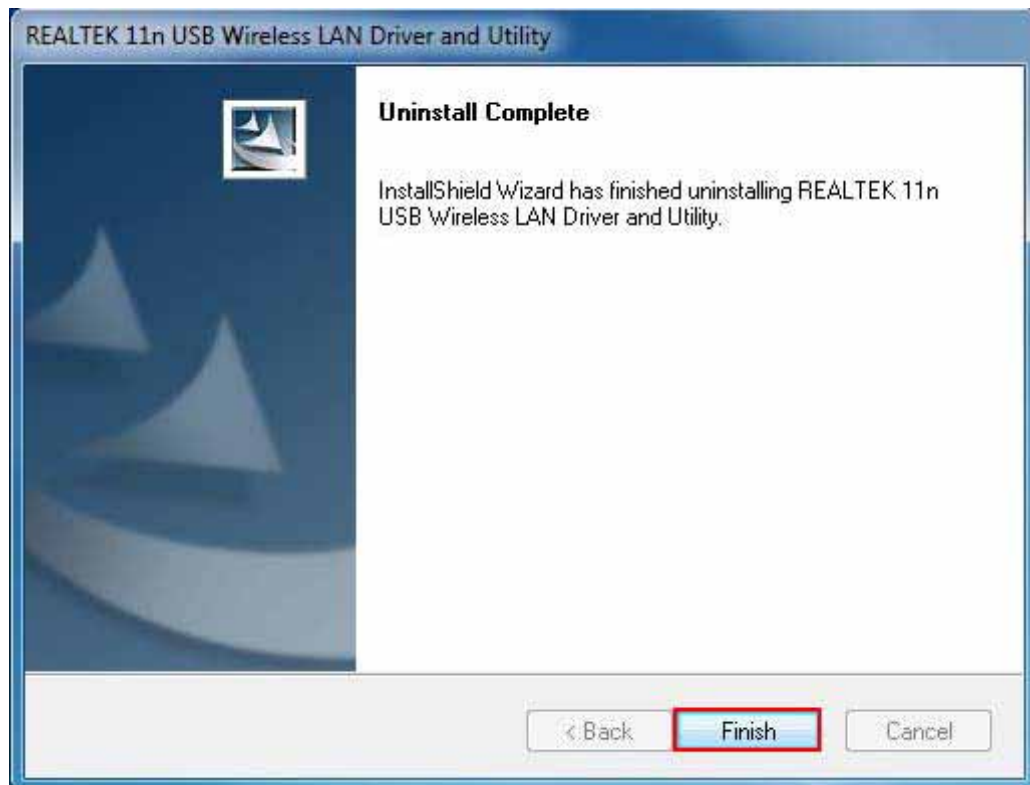 REALTEK 11n USB Wireless LAN Driver and Utility
Uninstall Complete
InstallShield Wizard has finished uninstalling REALTEK 11n
USB Wireless LAN Driver and Utility.
< Back Finish Cancel